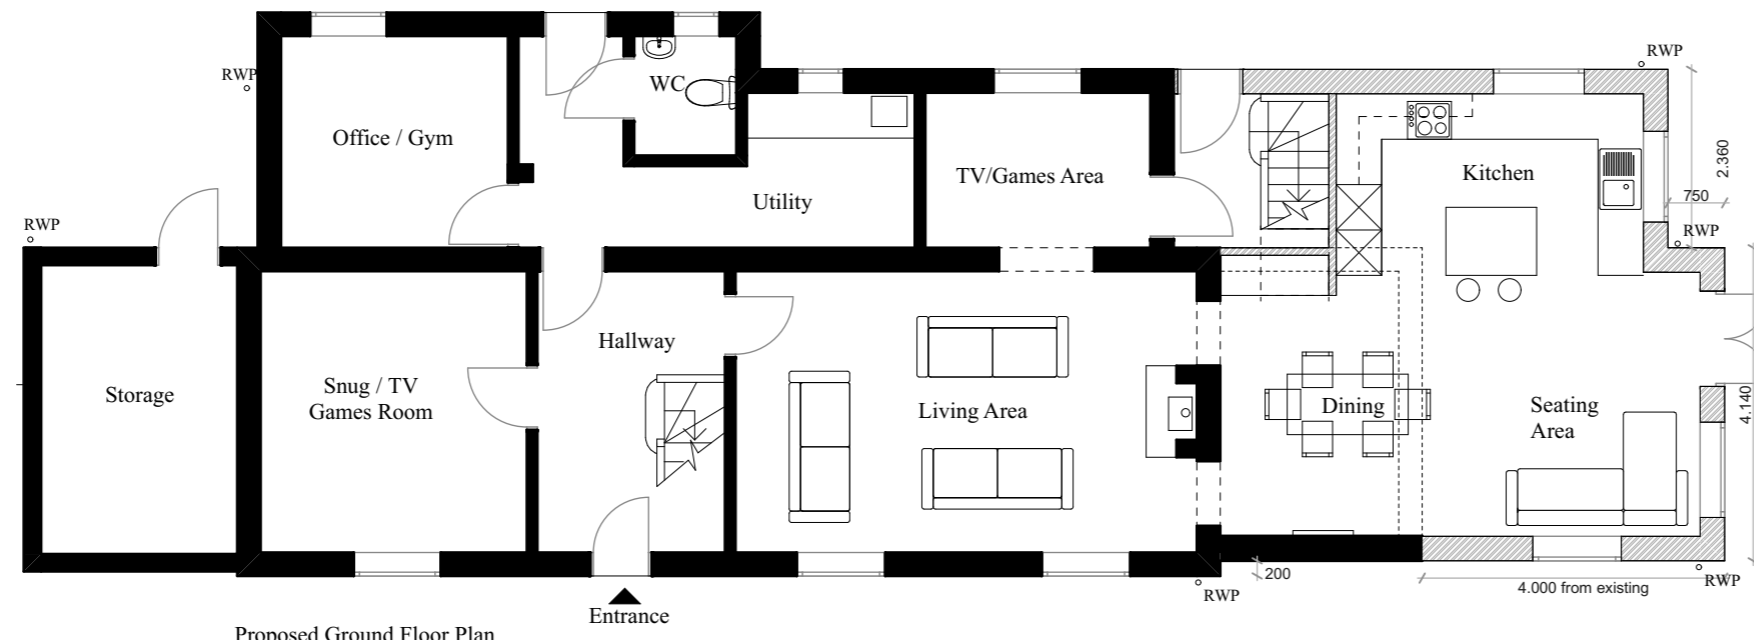 RWP
RWP
WC
Office / Gym
2.360
TV/Games Area
Kitchen
750
Utility
RWP
RWP
Hallway
Storage
Snug / TV
Games Room
Living Area
Dining
Seating
Area
4.140
200
4.000 from existing
RWP
RWP
Entrance
Proposed Ground Floor Plan